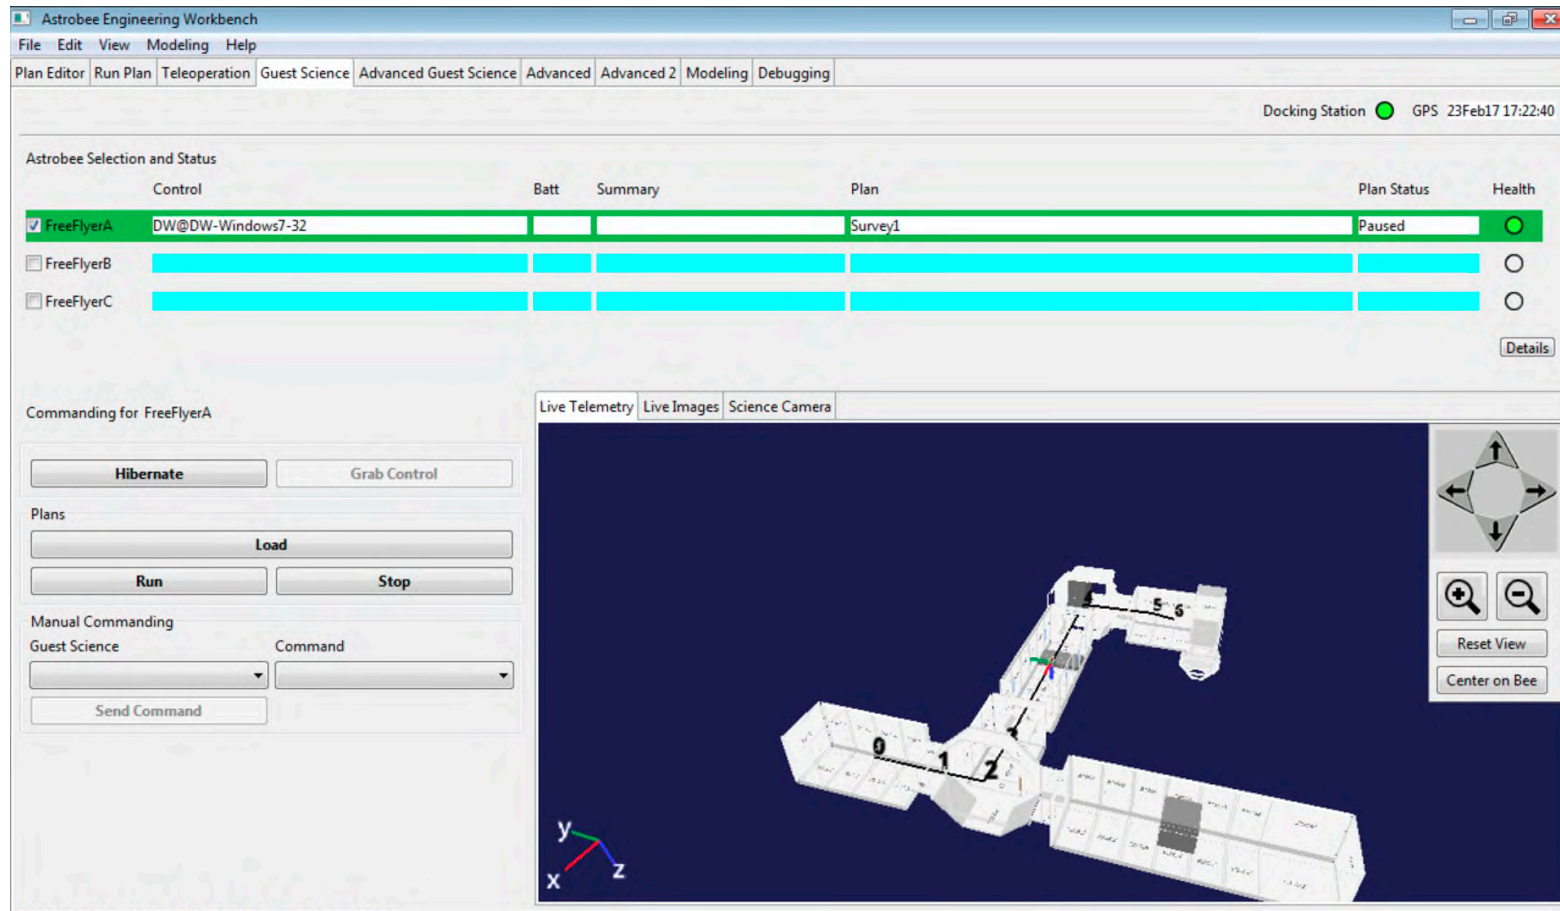 Astrobee Engineering Workbench
File Edit View Modeling Help
Plan Editor Run Plan Teleoperation Guest Science Advanced Guest Science Advanced Advanced 2 Modeling Debugging
Docking Station GPS 23Feb17 17:22:40
Astrobee Selection and Status
Control Batt Summary Plan Plan Status Health
FreeFlyerA DW@DW-Windows7-32 Survey1 Paused
FreeFlyerB
FreeFlyerC
Details
Commanding for FreeFlyerA
Hibernate Grab Control
Plans
Load
Run Stop
Manual Commanding
Guest Science Command
Send Command
Live Telemetry Live Images Science Camera
4 5 6
3
0 1 2
y
x z
Reset View
Center on Bee